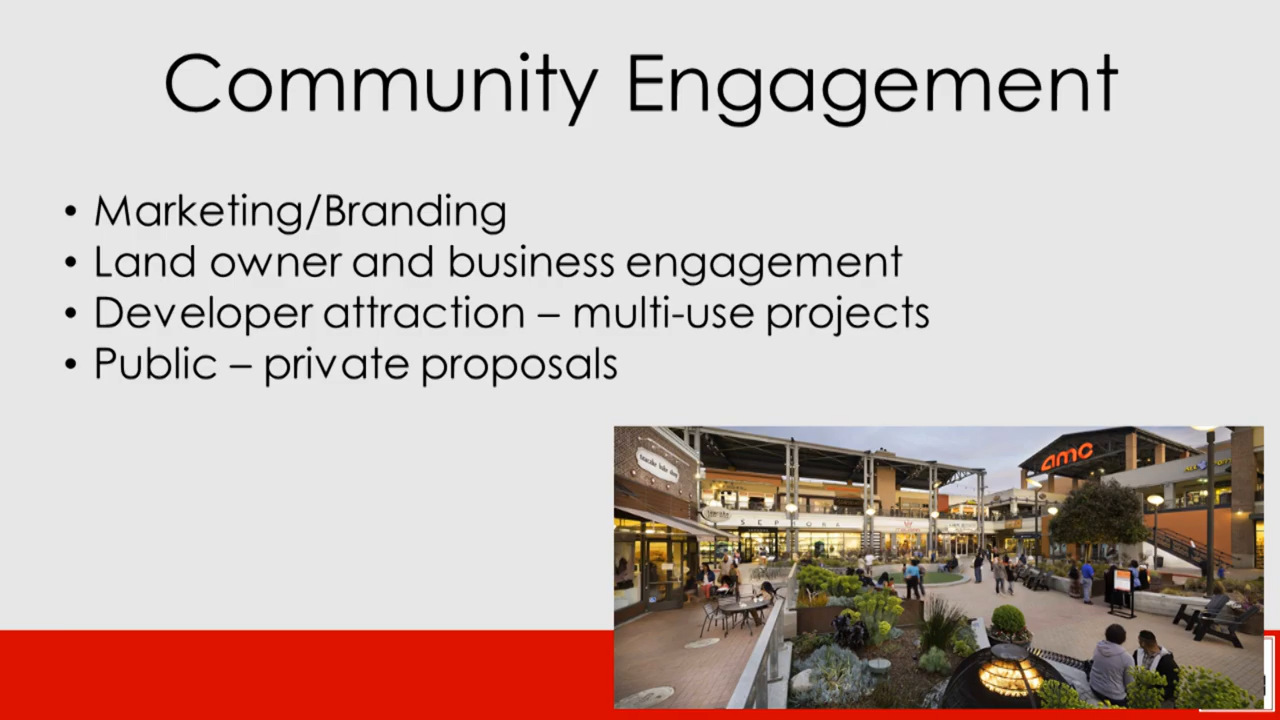 Community Engagement
• Marketing/Branding
• Land owner and business engagement
• Developer attraction – multi-use projects
• Public – private proposals
amc
SEPHORA